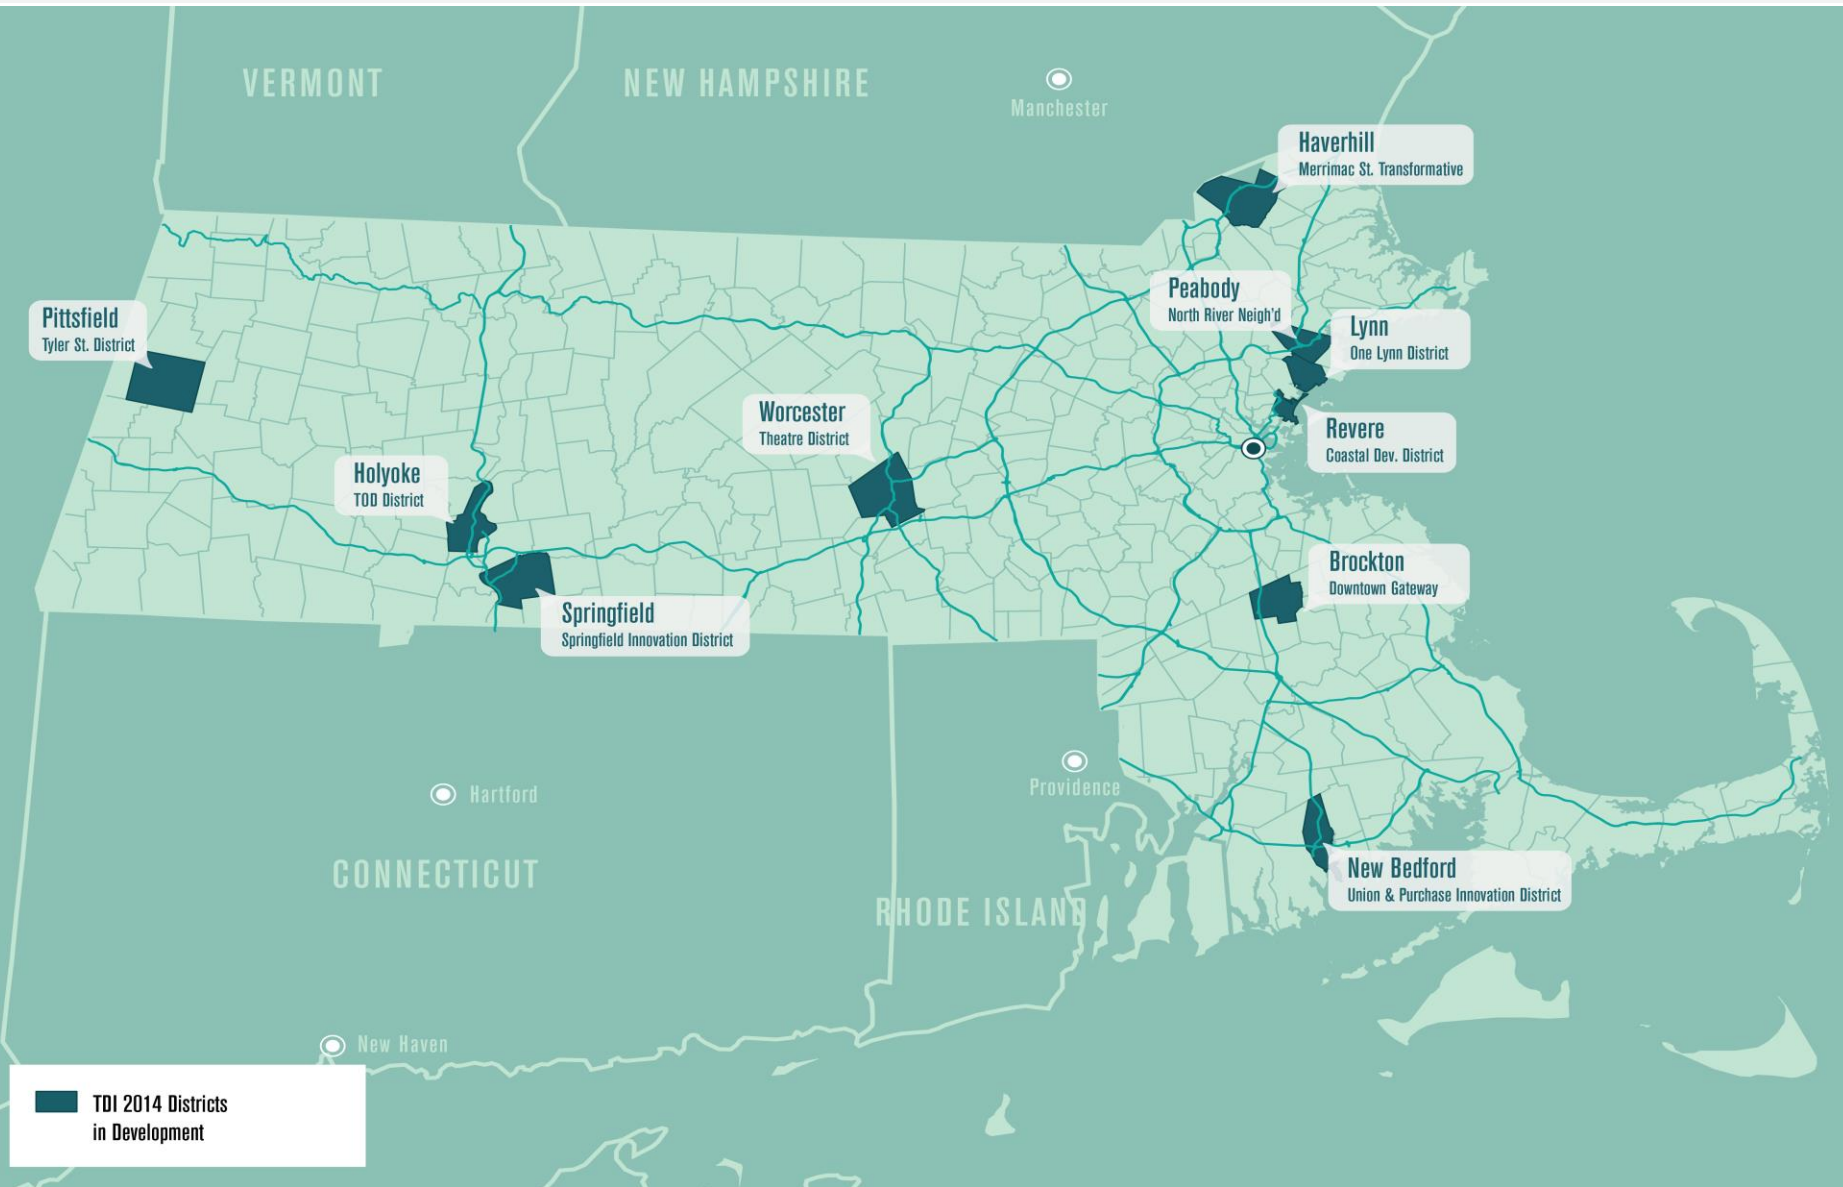 VERMONT
NEW HAMPSHIRE
Manchester
Haverhill
Merrimac St. Transformative
Peabody
North River Neigh'd
Pittsfield
Tyler St. District
Lynn
One Lynn District
Worcester
Theatre District
Revere
Coastal Dev. District
Holyoke
TOD District
Brockton
Downtown Gateway
Springfield
Springfield Innovation District
Providence
Hartford
CONNECTICUT
New Bedford
Union & Purchase Innovation District
RHODE ISLAND
New Haven
TDI 2014 Districts
in Development